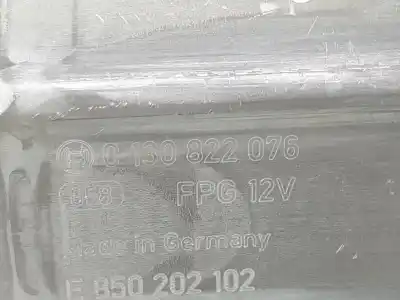 0 130 822 076
FPG 12V
Made in Germany
E 850 202 102